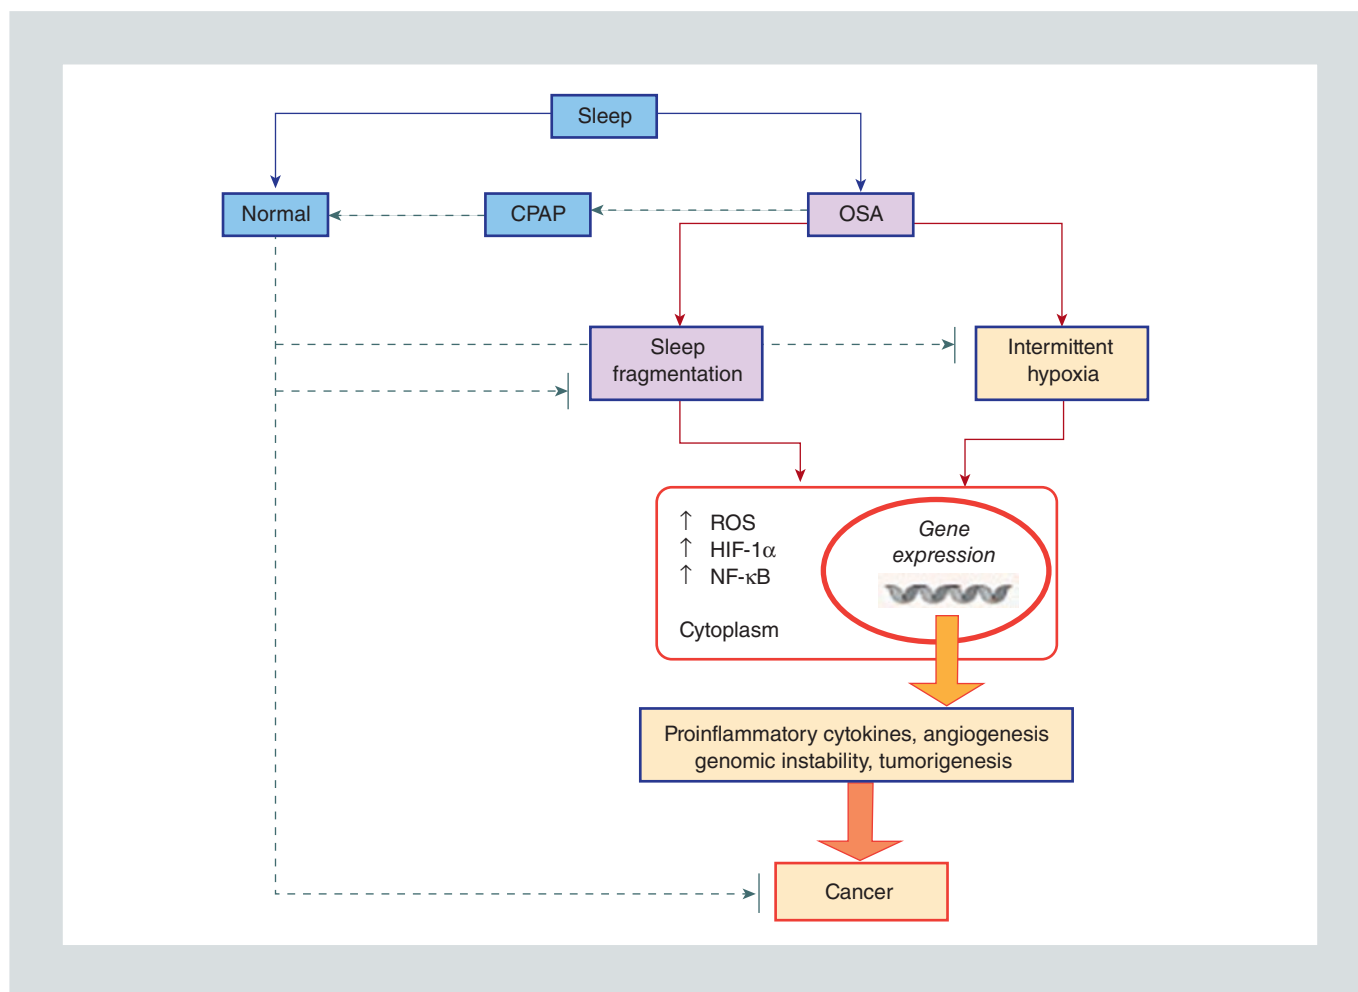 Sleep
Normal
CPAP
OSA
Sleep
fragmentation
Intermittent
hypoxia
↑ ROS
↑ HIF-1α
↑ NF-κB
Cytoplasm
Gene
expression
Proinflammatory cytokines, angiogenesis
genomic instability, tumorigenesis
Cancer